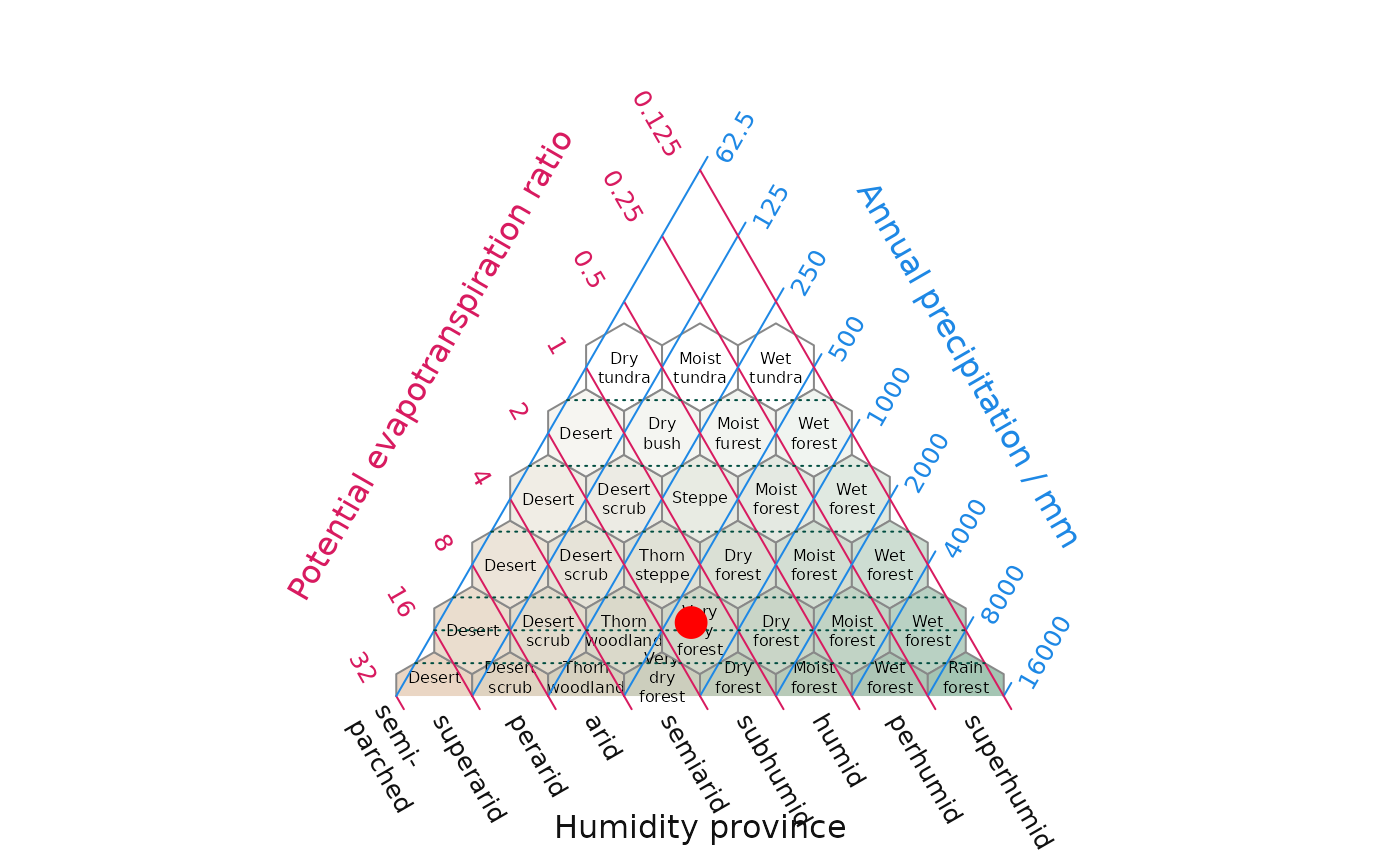 Potential evapotranspiration ratio
0.125
0.25
0.5
1
2
4
8
16
32
Annual precipitation / mm
62.5
125
250
500
1000
2000
4000
8000
16000
Dry
tundra
Moist
tundra
Wet
tundra
Desert
Dry
bush
Moist
furest
Wet
forest
Desert
Desert
scrub
Steppe
Moist
forest
Wet
forest
Desert
Desert
scrub
Thorn
steppe
Dry
forest
Moist
forest
Wet
forest
Desert
Desert
scrub
Thorn
woodland
forest
Dry
forest
Moist
forest
Wet
forest
Desert
Desert
scrub
Thorn
woodland
Very
dry
forest
Dry
forest
Moist
forest
Wet
forest
Rain
forest
semi-
parched
superarid
perarid
arid
semiarid
subhumid
humid
perhumid
superhumid
Humidity province